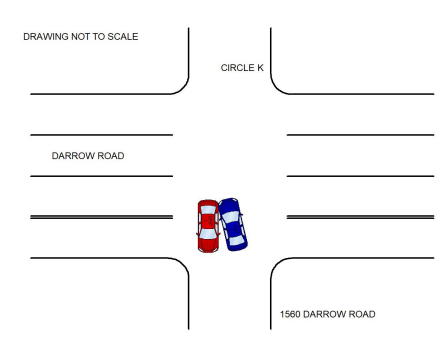 DRAWING NOT TO SCALE
CIRCLE K
DARROW ROAD
1560 DARROW ROAD